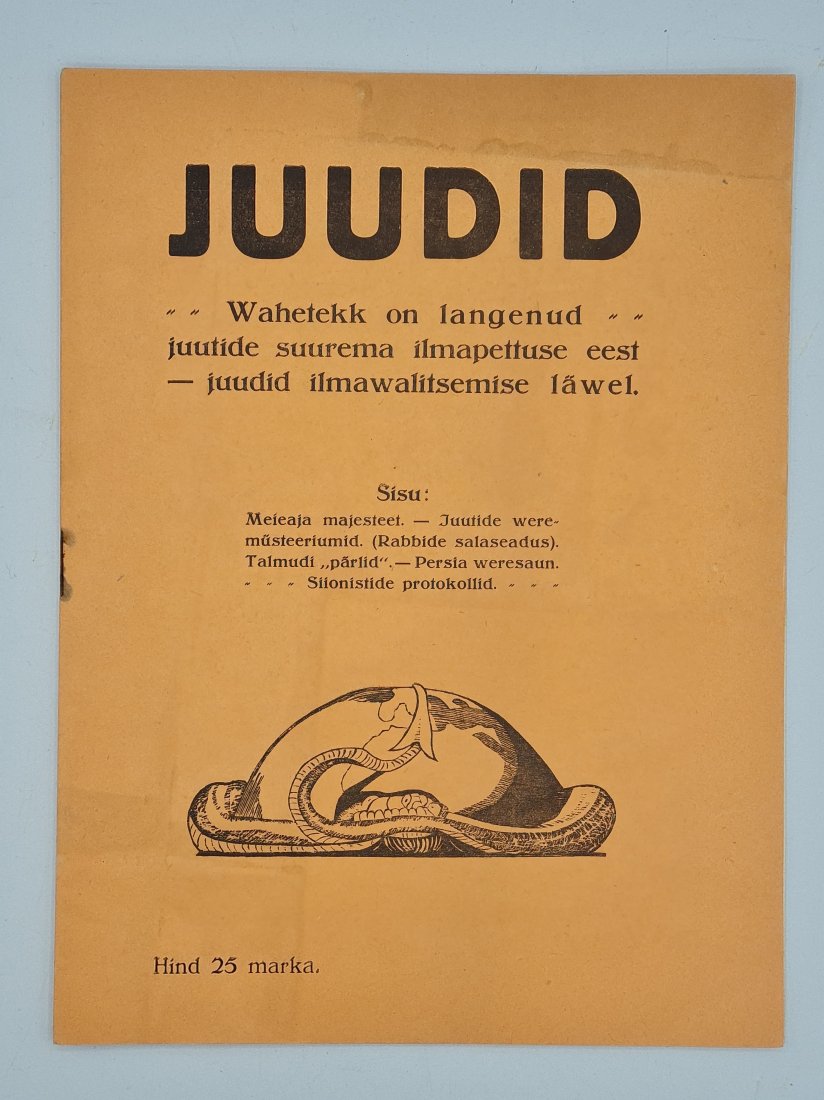 JUUDID
〃 〃 Wahetekk on langenud 〃 〃
juutide suurema ilmapettuse eest
— juudid ilmawalitsemise läwel.
Sisu:
Meieaja majesteet. — Juutide were-
müsteeriumid. (Rabbide salaseadus).
Talmudi „pärlid“. — Persia weresaun.
〃 〃 〃 Siionistide protokollid. 〃 〃 〃
Hind 25 marka.